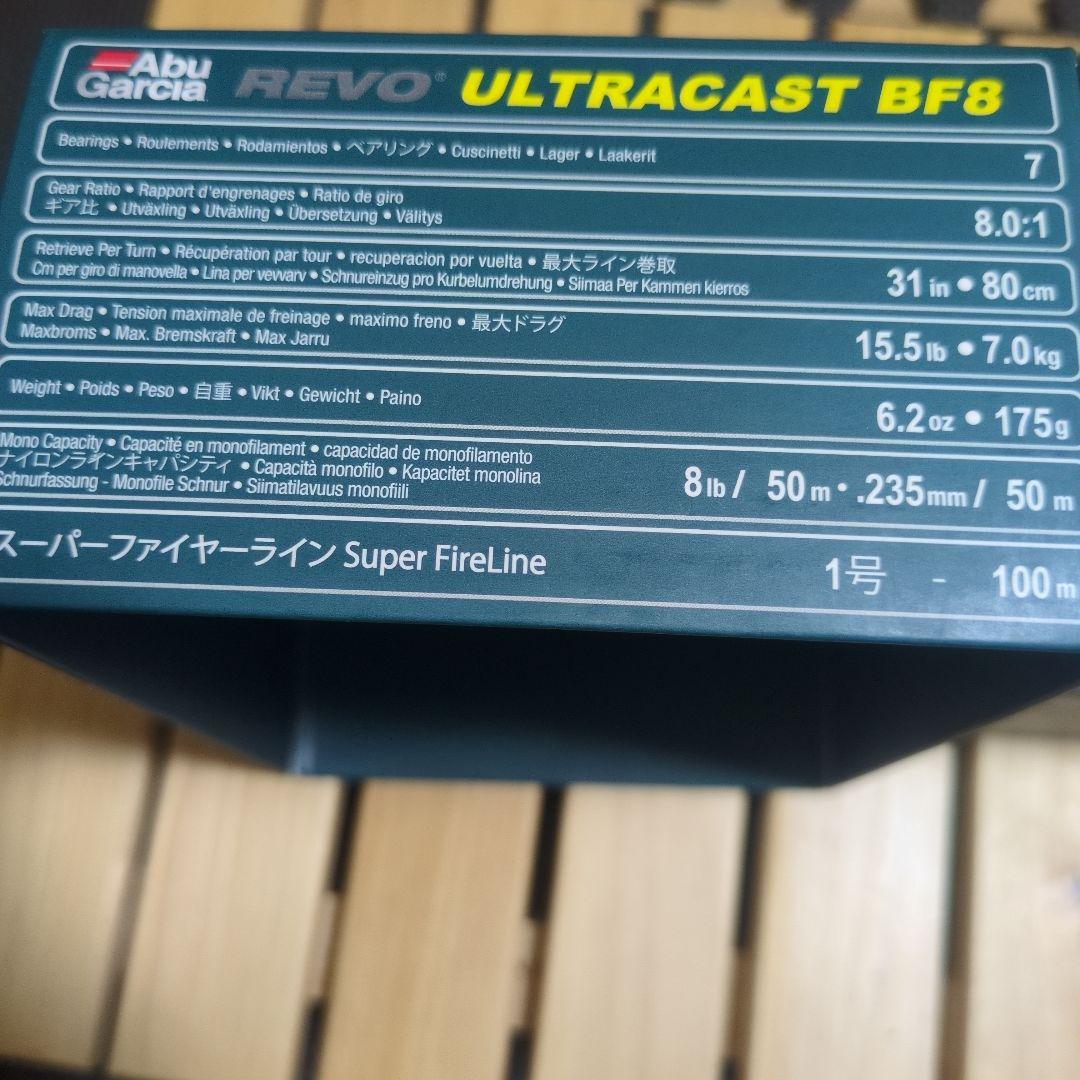 Abu Garcia REVO® ULTRACAST BF8
Bearings • Roulements • Rodamientos • ベアリング • Cuscinetti • Lager • Laakerit 7
Gear Ratio • Rapport d'engrenages • Ratio de giro
ギア比 • Utväxling • Utväxling • Übersetzung • Välitys 8.0:1
Retrieve Per Turn • Récupération par tour • recuperacion por vuelta • 最大ライン巻取
Cm per giro di manovella • Lina per vevvarv • Schnureinzug pro Kurbelumdrehung • Siimaa Per Kammen kierros 31 in • 80 cm
Max Drag • Tension maximale de freinage • maximo freno • 最大ドラグ
Maxbroms • Max. Bremskraft • Max Jarru 15.5 lb • 7.0 kg
Weight • Poids • Peso • 自重 • Vikt • Gewicht • Paino 6.2 oz • 175g
Mono Capacity • Capacité en monofilament • capacidad de monofilamento
ナイロンラインキャパシティ • Capacità monofilo • Kapacitet monolina
Schnurfassung - Monofile Schnur • Siimatilavuus monofiili 8 lb / 50 m • .235mm / 50 m
スーパーファイヤーライン Super FireLine 1号 - 100 m